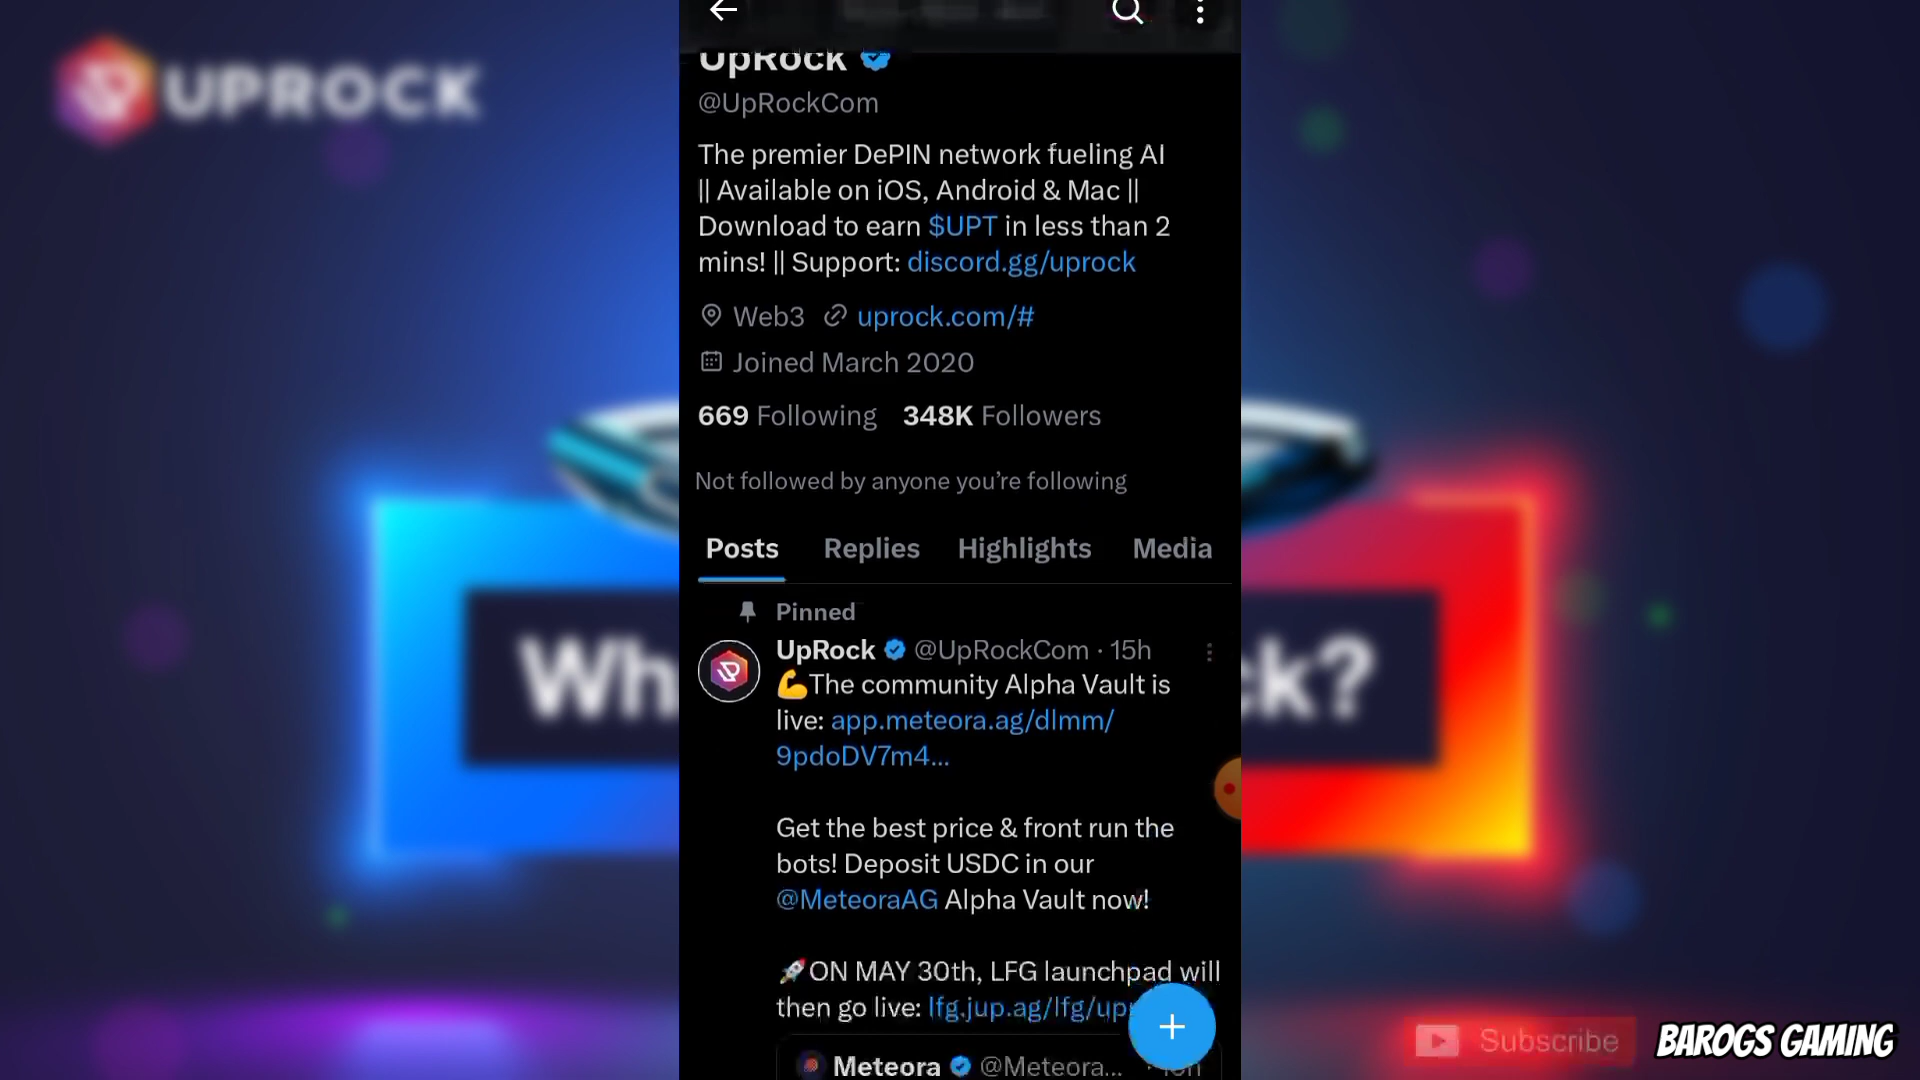 UPROCK
UpRock
@UpRockCom
The premier DePIN network fueling AI
|| Available on iOS, Android & Mac ||
Download to earn $UPT in less than 2
mins! || Support: discord.gg/uprock
Web3 uprock.com/#
Joined March 2020
669 Following 348K Followers
Not followed by anyone you’re following
Posts Replies Highlights Media
Pinned
UpRock @UpRockCom · 15h
💪The community Alpha Vault is
live: app.meteora.ag/dlmm/
9pdoDV7m4...
Get the best price & front run the
bots! Deposit USDC in our
@MeteoraAG Alpha Vault now!
🚀ON MAY 30th, LFG launchpad will
then go live: lfg.jup.ag/lfg/up
Meteora @Meteora...
Wh
ck?
Subscribe
BAROGS GAMING